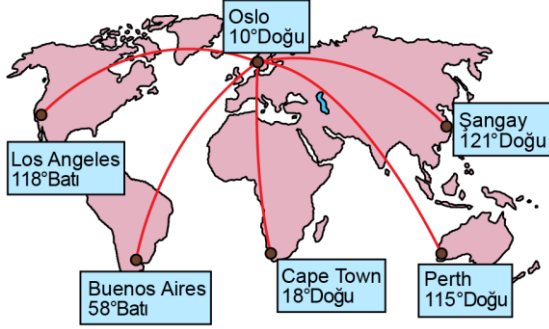 Oslo
10°Doğu
Şangay
121°Doğu
Los Angeles
118°Batı
Buenos Aires
58°Batı
Cape Town
18°Doğu
Perth
115°Doğu